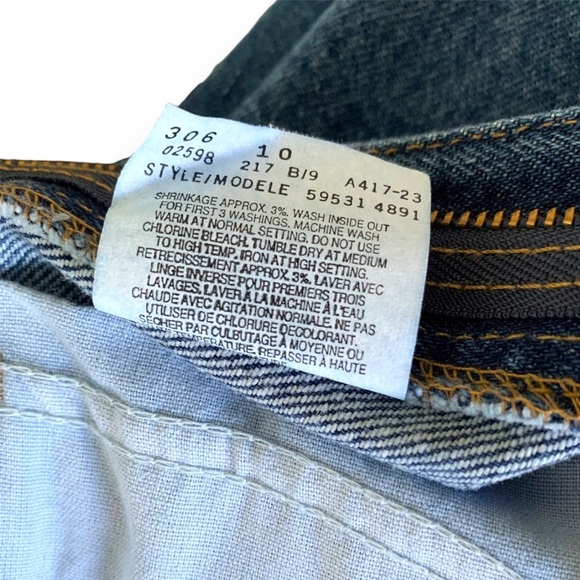 306 10
02598 217 B/9 A417-23
STYLE/MODELE 59531 4891
SHRINKAGE APPROX. 3%. WASH INSIDE OUT
FOR FIRST 3 WASHINGS. MACHINE WASH
WARM AT NORMAL SETTING. DO NOT USE
CHLORINE BLEACH. TUMBLE DRY AT MEDIUM
TO HIGH TEMP. IRON AT HIGH SETTING.
RETRECISSEMENT APPROX. 3%. LAVER AVEC
LINGE INVERSE POUR PREMIERS TROIS
LAVAGES. LAVER À LA MACHINE À L'EAU
CHAUDE AVEC AGITATION NORMALE. NE PAS
UTILISER DE CHLORURE DECOLORANT.
SÉCHER PAR CULBUTAGE À MOYENNE OU
TEMPÉRATURE. REPASSER À HAUTE